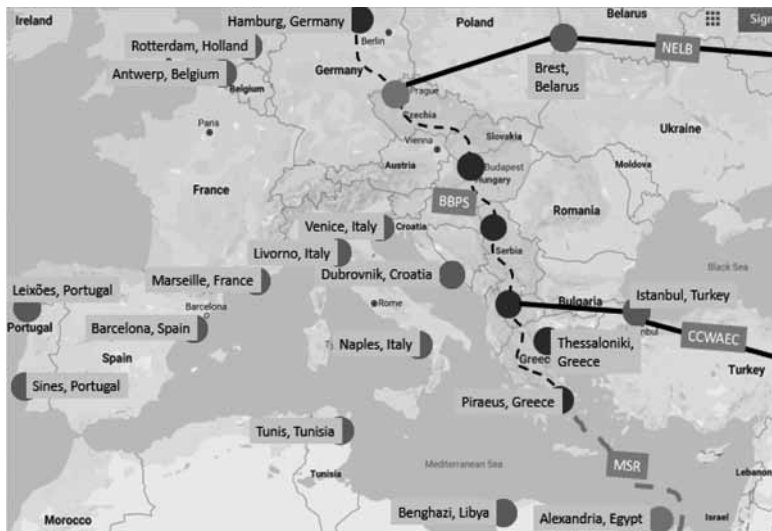 Ireland
Hamburg, Germany
Poland
Belarus
Sign
Berlin
Rotterdam, Holland
NELB
Germany
Antwerp, Belgium
Belgium
Brest,
Belarus
Prague
Czechia
Paris
Ukraine
Slovakia
Vienna
Moldova
Budapest
Austria
Hungary
France
BBPS
Romania
Venice, Italy
Croatia
Serbia
Livorno, Italy
Black Sea
Dubrovnik, Croatia
Marseille, France
Leixões, Portugal
Istanbul, Turkey
Bulgaria
Rome
Barcelona
Portugal
Barcelona, Spain
CCWAEC
Naples, Italy
Thessaloniki,
Greece
Spain
Greec
Turkey
Sines, Portugal
Piraeus, Greece
Tunis, Tunisia
MSR
Mediterranean Sea
Tunisia
Lebanon
Benghazi, Libya
Alexandria, Egypt
Israel
Morocco